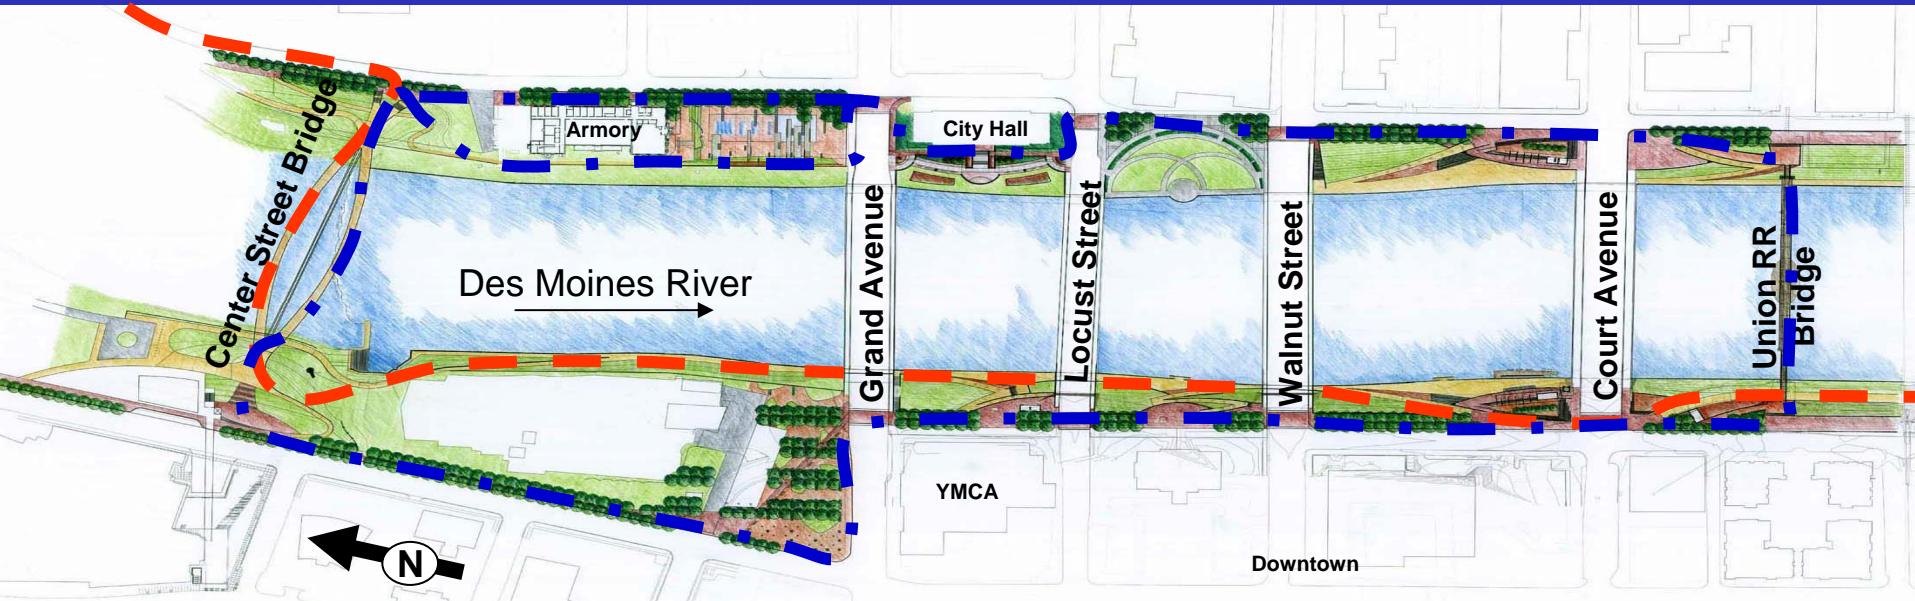 Center Street Bridge
Armory
City Hall
Des Moines River
Grand Avenue
Locust Street
Walnut Street
Court Avenue
Union RR
Bridge
YMCA
N
Downtown